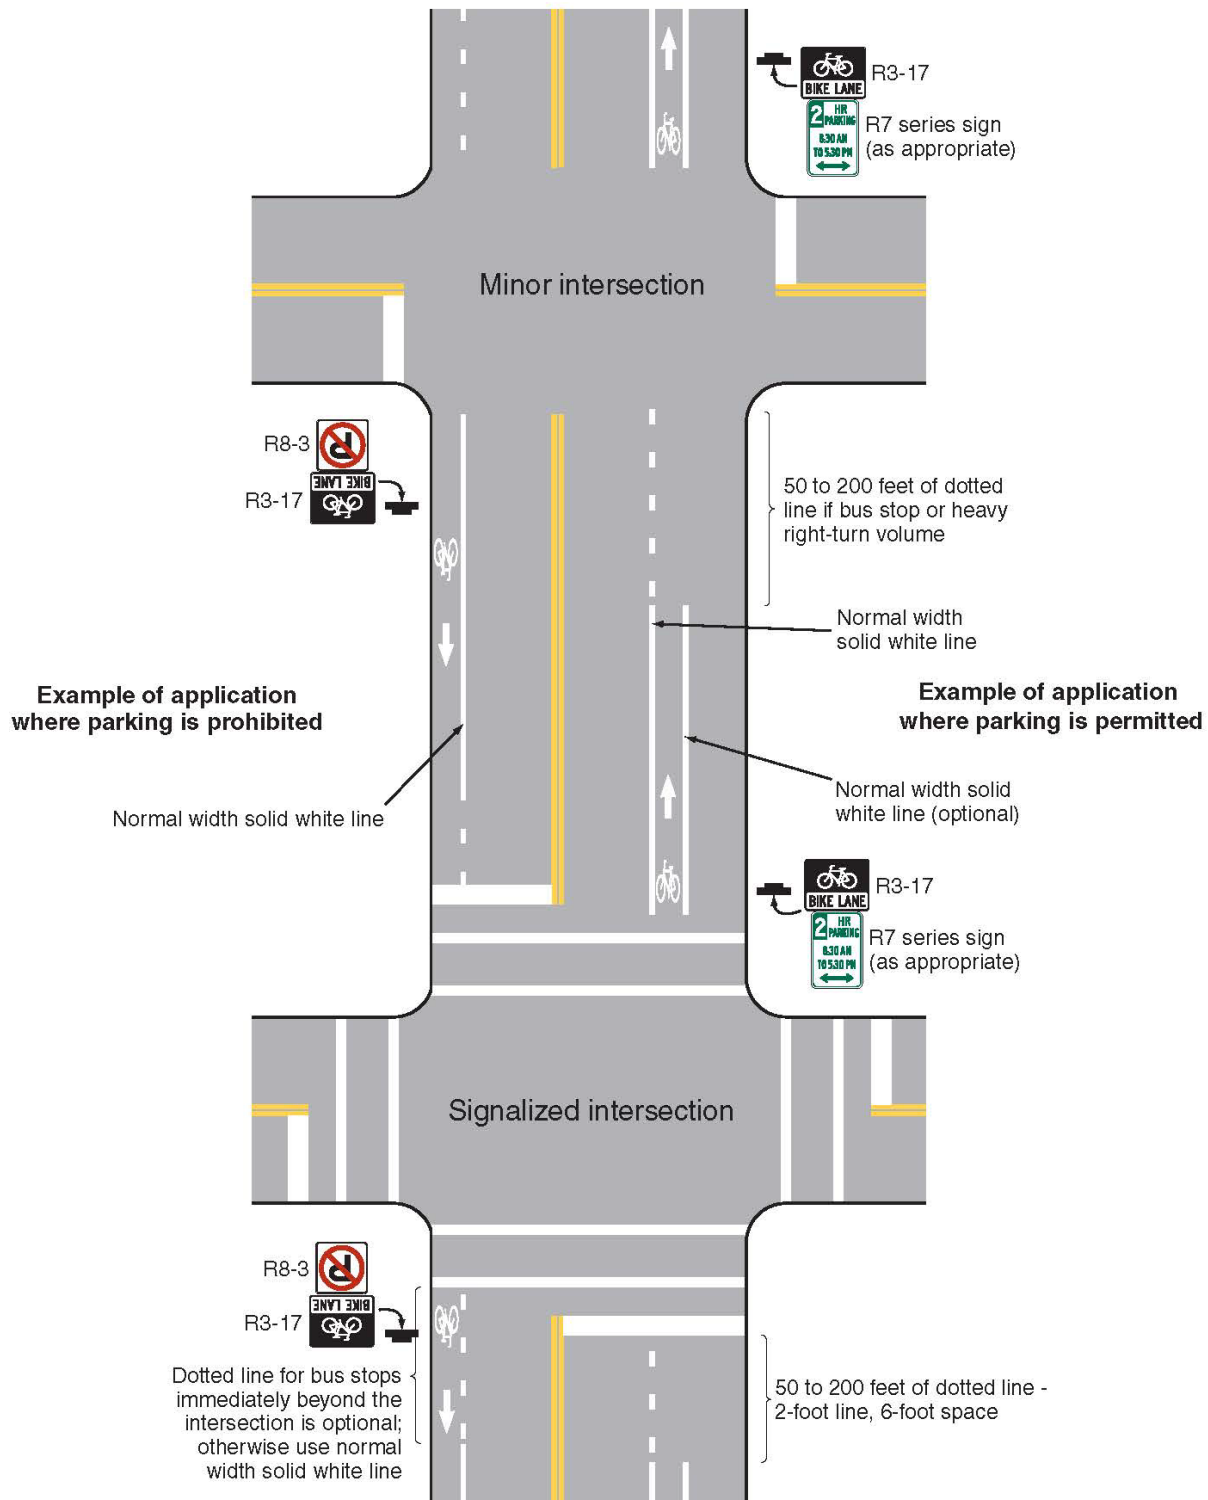 BIKE LANE
R3-17
2 HR
PARKING
8:30 AM
TO 5:30 PM
R7 series sign
(as appropriate)
Minor intersection
R8-3
P
BIKE LANE
R3-17
50 to 200 feet of dotted
line if bus stop or heavy
right-turn volume
Normal width
solid white line
Example of application
where parking is prohibited
Example of application
where parking is permitted
Normal width solid white line
Normal width solid
white line (optional)
BIKE LANE
R3-17
2 HR
PARKING
8:30 AM
TO 5:30 PM
R7 series sign
(as appropriate)
Signalized intersection
R8-3
P
BIKE LANE
R3-17
Dotted line for bus stops
immediately beyond the
intersection is optional;
otherwise use normal
width solid white line
50 to 200 feet of dotted line -
2-foot line, 6-foot space